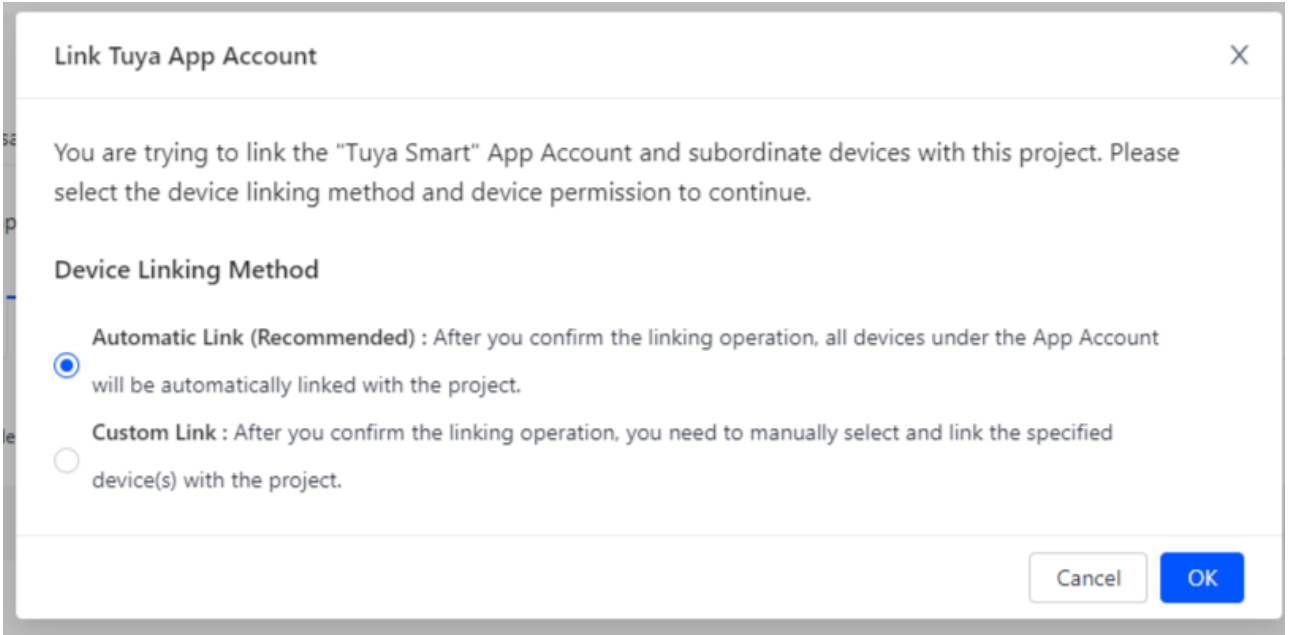 Link Tuya App Account
You are trying to link the "Tuya Smart" App Account and subordinate devices with this project. Please
select the device linking method and device permission to continue.
Device Linking Method
Automatic Link (Recommended) : After you confirm the linking operation, all devices under the App Account
will be automatically linked with the project.
Custom Link : After you confirm the linking operation, you need to manually select and link the specified
device(s) with the project.
Cancel
OK